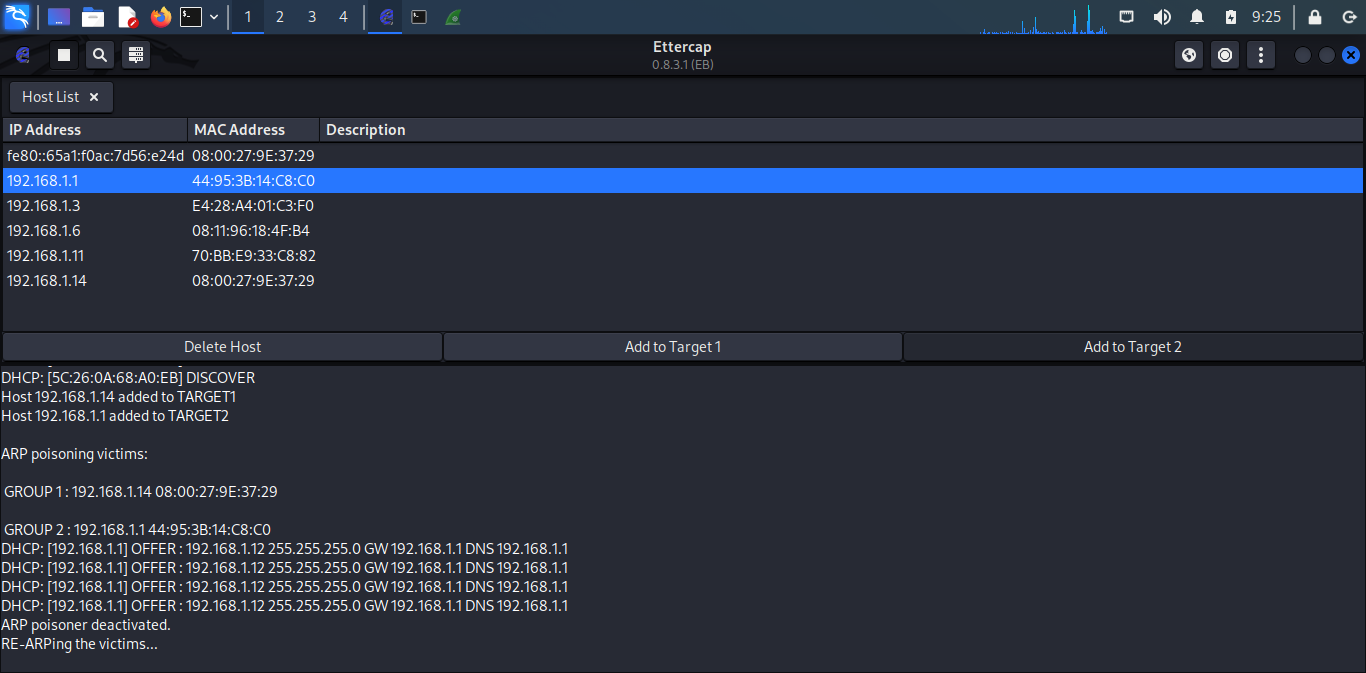 1 2 3 4 9:25
Ettercap
0.8.3.1 (EB)
Host List
IP Address MAC Address Description
fe80::65a1:f0ac:7d56:e24d 08:00:27:9E:37:29
192.168.1.1 44:95:3B:14:C8:C0
192.168.1.3 E4:28:A4:01:C3:F0
192.168.1.6 08:11:96:18:4F:B4
192.168.1.11 70:BB:E9:33:C8:82
192.168.1.14 08:00:27:9E:37:29
Delete Host Add to Target 1 Add to Target 2
DHCP: [5C:26:0A:68:A0:EB] DISCOVER
Host 192.168.1.14 added to TARGET1
Host 192.168.1.1 added to TARGET2
ARP poisoning victims:
GROUP 1 : 192.168.1.14 08:00:27:9E:37:29
GROUP 2 : 192.168.1.1 44:95:3B:14:C8:C0
DHCP: [192.168.1.1] OFFER : 192.168.1.12 255.255.255.0 GW 192.168.1.1 DNS 192.168.1.1
DHCP: [192.168.1.1] OFFER : 192.168.1.12 255.255.255.0 GW 192.168.1.1 DNS 192.168.1.1
DHCP: [192.168.1.1] OFFER : 192.168.1.12 255.255.255.0 GW 192.168.1.1 DNS 192.168.1.1
DHCP: [192.168.1.1] OFFER : 192.168.1.12 255.255.255.0 GW 192.168.1.1 DNS 192.168.1.1
ARP poisoner deactivated.
RE-ARPing the victims...